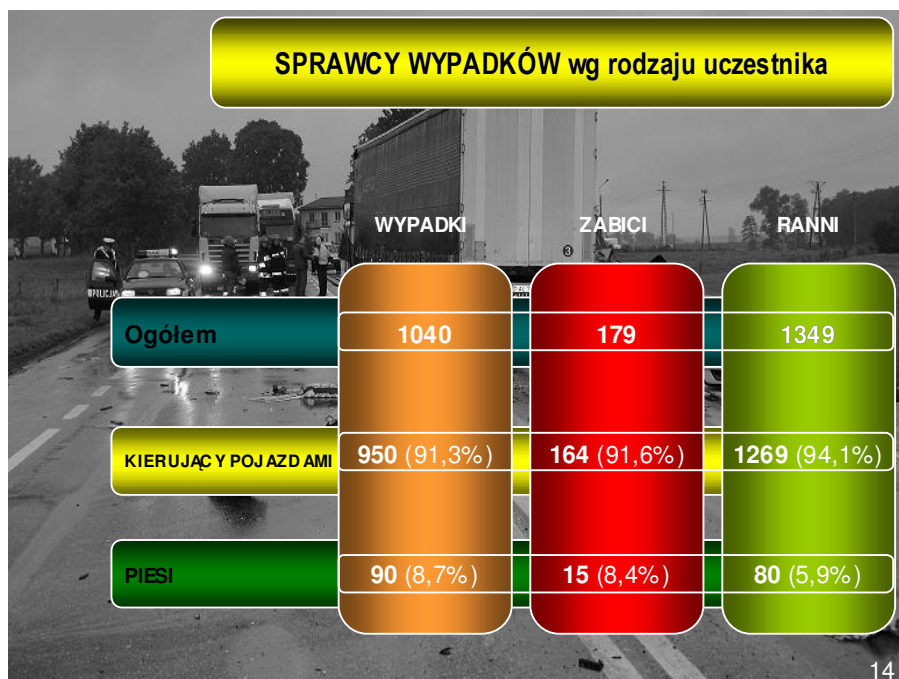 SPRAWCY WYPADKÓW wg rodzaju uczestnika
WYPADKI ZABICI RANNI
POLICJA
Ogółem 1040 179 1349
KIERUJĄCY POJAZDAMI 950 (91,3%) 164 (91,6%) 1269 (94,1%)
PIESI 90 (8,7%) 15 (8,4%) 80 (5,9%)
14